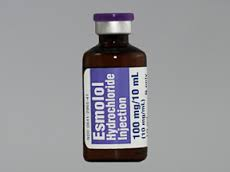 Esmolol
Hydrochloride
Injection
100 mg/10 mL
(10 mg/mL)